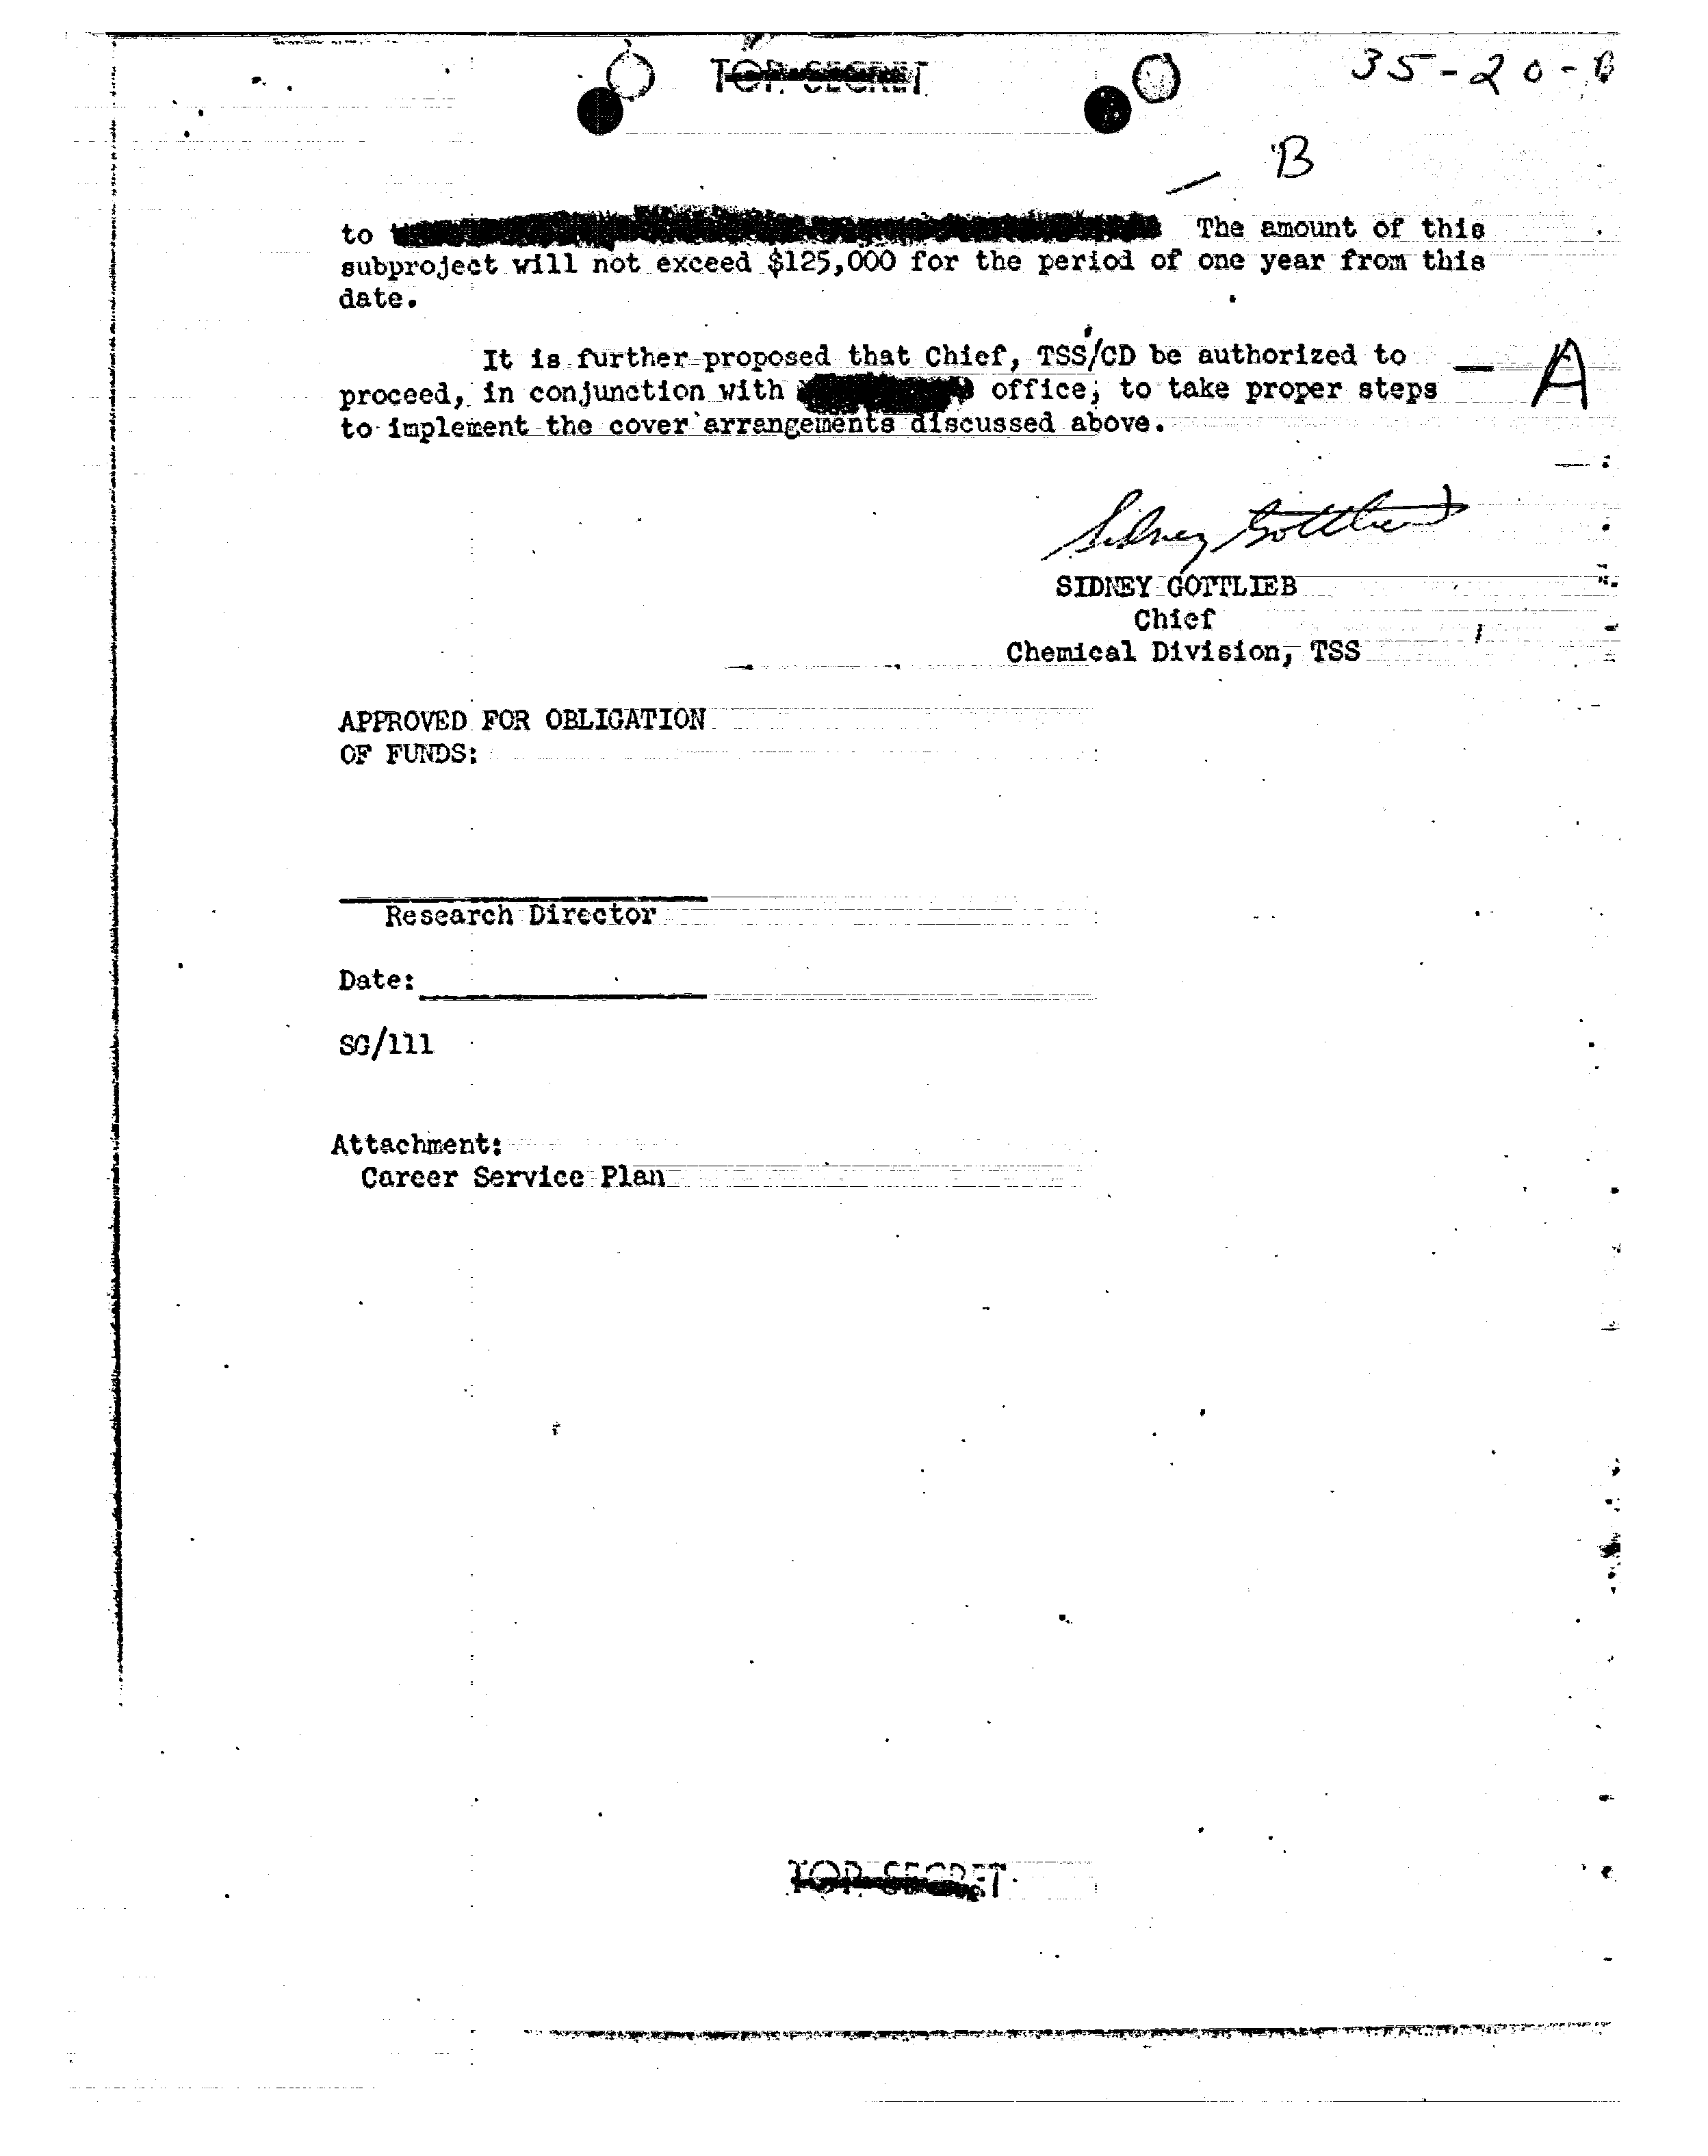 TOP SECRET
35-20-B
B
to The amount of this
subproject will not exceed $125,000 for the period of one year from this
date.
It is further proposed that Chief, TSS/CD be authorized to
A
proceed, in conjunction with office, to take proper steps
to implement the cover arrangements discussed above.
Sidney Gottlieb
SIDNEY GOTTLIEB
Chief
Chemical Division, TSS
APPROVED FOR OBLIGATION
OF FUNDS:
Research Director
Date:
SG/111
Attachment:
Career Service Plan
TOP SECRET